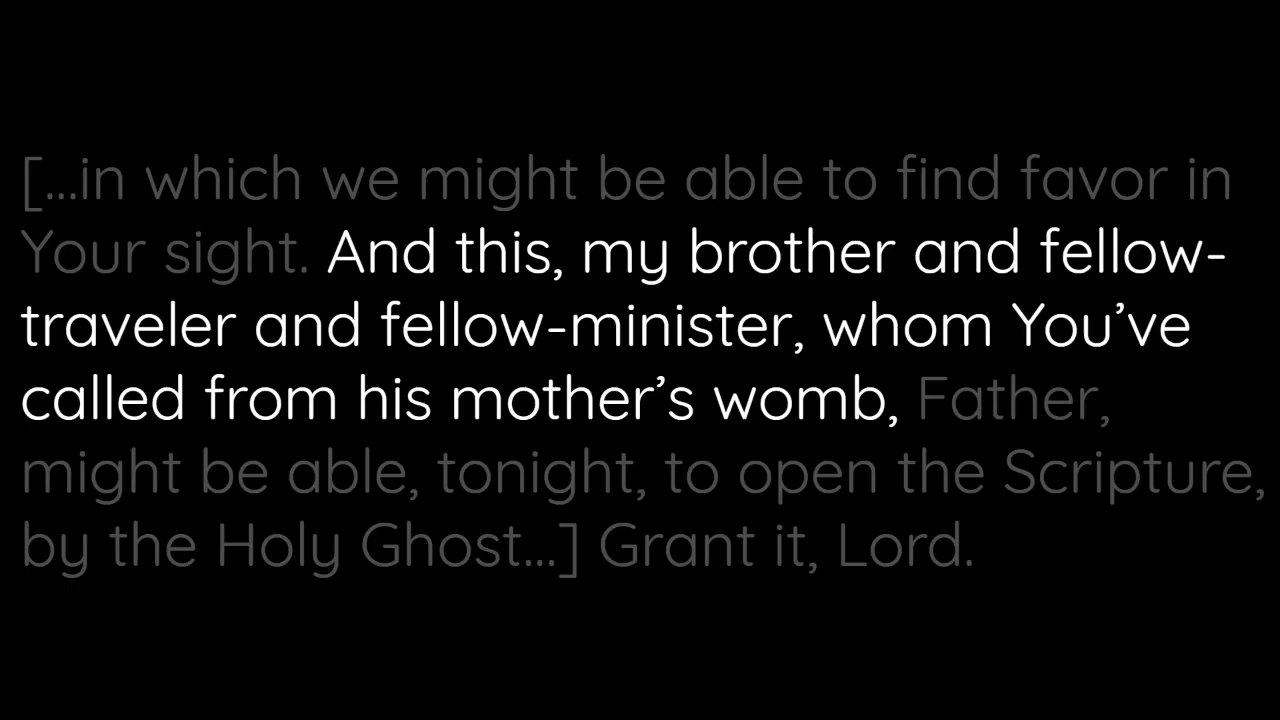 [...in which we might be able to find favor in
Your sight. And this, my brother and fellow-
traveler and fellow-minister, whom You’ve
called from his mother’s womb, Father,
might be able, tonight, to open the Scripture,
by the Holy Ghost...] Grant it, Lord.